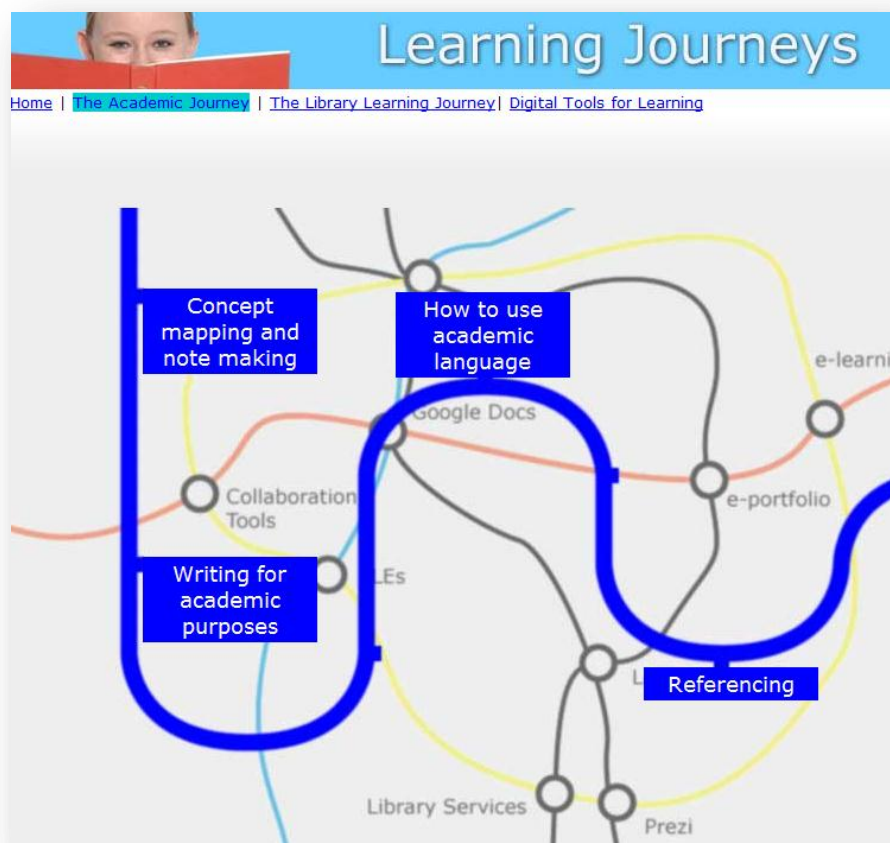 Learning Journeys
Home | The Academic Journey | The Library Learning Journey| Digital Tools for Learning
Concept
mapping and
note making
How to use
academic
language
e-learni
Google Docs
Collaboration
Tools
e-portfolio
Writing for
academic
purposes
LEs
L
Referencing
Library Services
Prezi